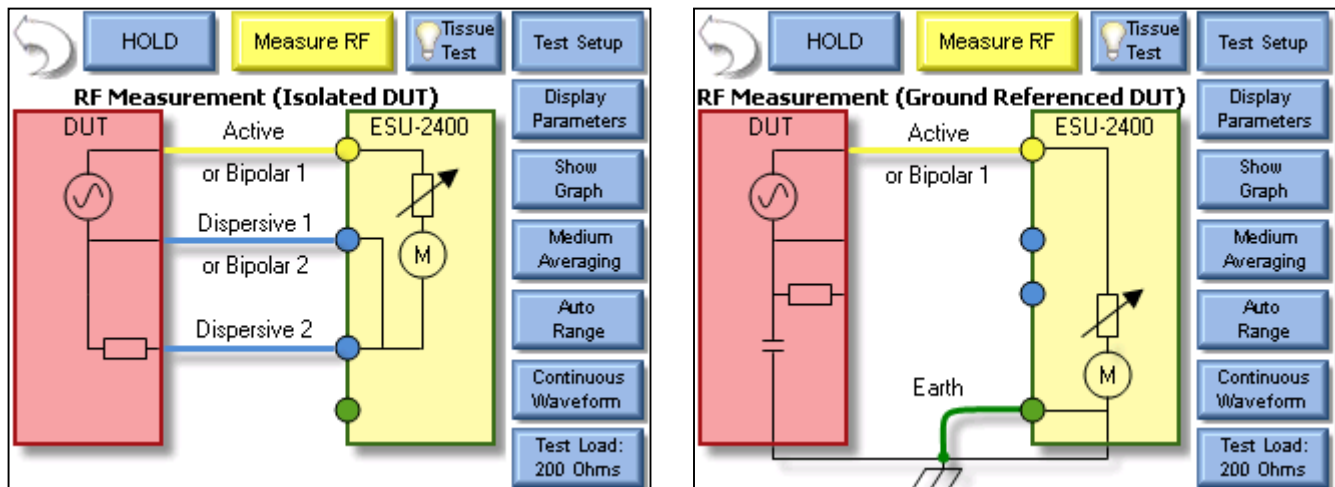 HOLD
Measure RF
Tissue
Test
Test Setup
RF Measurement (Isolated DUT)
DUT
Active
or Bipolar 1
ESU-2400
Dispersive 1
or Bipolar 2
M
Dispersive 2
Display
Parameters
Show
Graph
Medium
Averaging
Auto
Range
Continuous
Waveform
Test Load:
200 Ohms
HOLD
Measure RF
Tissue
Test
Test Setup
RF Measurement (Ground Referenced DUT)
DUT
Active
or Bipolar 1
ESU-2400
M
Earth
Display
Parameters
Show
Graph
Medium
Averaging
Auto
Range
Continuous
Waveform
Test Load:
200 Ohms